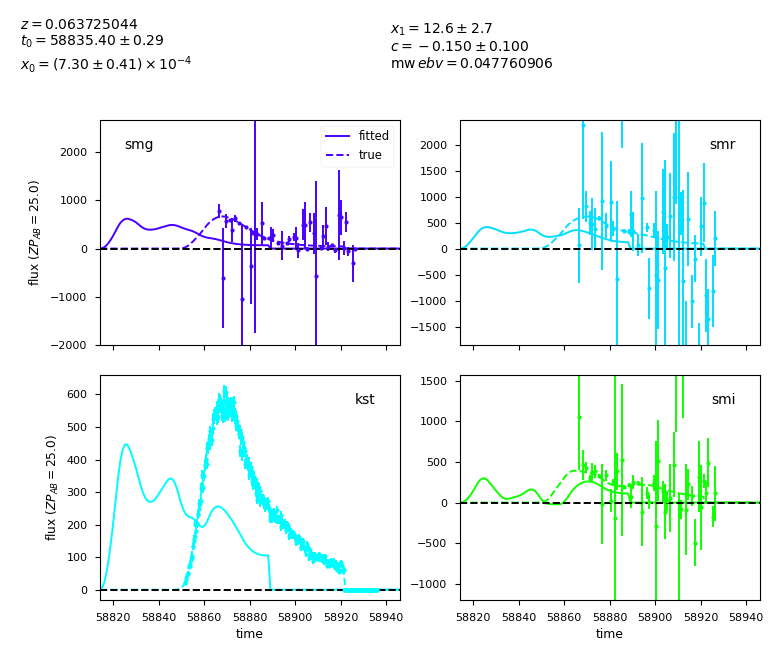 z = 0.063725044
t₀ = 58835.40 ± 0.29
x₀ = (7.30 ± 0.41) × 10⁻⁴
x₁ = 12.6 ± 2.7
c = −0.150 ± 0.100
mw ebv = 0.047760906
smg
fitted
true
2000
1000
0
−1000
−2000
flux (ZP_AB = 25.0)
smr
2000
1500
1000
500
0
−500
−1000
−1500
kst
600
500
400
300
200
100
0
flux (ZP_AB = 25.0)
58820 58840 58860 58880 58900 58920 58940
time
smi
1500
1000
500
0
−500
−1000
58820 58840 58860 58880 58900 58920 58940
time